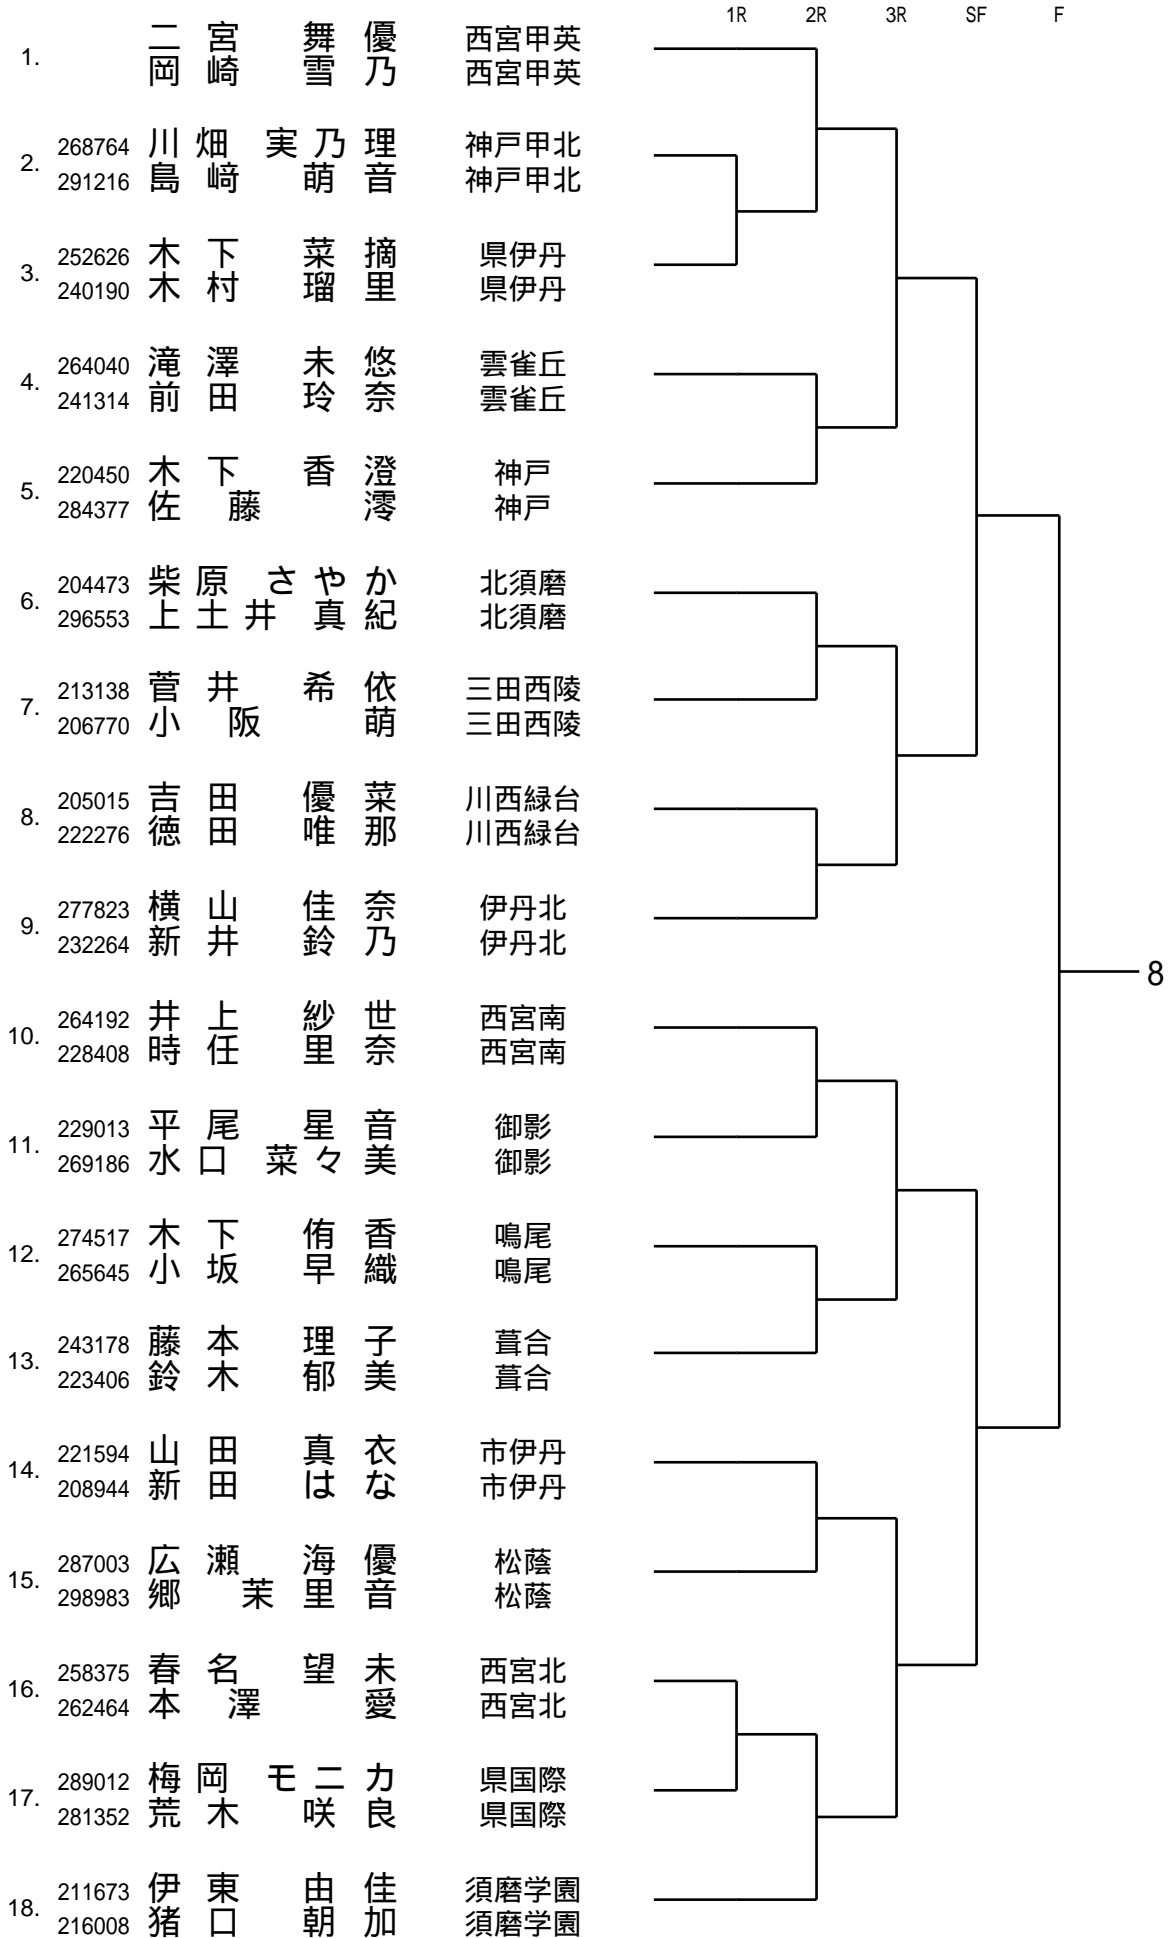 1R 2R 3R SF F
1. 二宮 舞優 西宮甲英
岡崎 雪乃 西宮甲英
2. 268764 川畑 実乃理 神戸甲北
291216 島﨑 萌音 神戸甲北
3. 252626 木下 菜摘 県伊丹
240190 木村 瑠里 県伊丹
4. 264040 滝澤 未悠 雲雀丘
241314 前田 玲奈 雲雀丘
5. 220450 木下 香澄 神戸
284377 佐藤 澪 神戸
6. 204473 柴原 さやか 北須磨
296553 上土井 真紀 北須磨
7. 213138 菅井 希依 三田西陵
206770 小阪 萌 三田西陵
8. 205015 吉田 優菜 川西緑台
222276 徳田 唯那 川西緑台
9. 277823 横山 佳奈 伊丹北
232264 新井 鈴乃 伊丹北
8
10. 264192 井上 紗世 西宮南
228408 時任 里奈 西宮南
11. 229013 平尾 星音 御影
269186 水口 菜々美 御影
12. 274517 木下 侑香 鳴尾
265645 小坂 早織 鳴尾
13. 243178 藤本 理子 葺合
223406 鈴木 郁美 葺合
14. 221594 山田 真衣 市伊丹
208944 新田 はな 市伊丹
15. 287003 広瀬 海優 松蔭
298983 郷 茉里音 松蔭
16. 258375 春名 望未 西宮北
262464 本澤 愛 西宮北
17. 289012 梅岡 モニカ 県国際
281352 荒木 咲良 県国際
18. 211673 伊東 由佳 須磨学園
216008 猪口 朝加 須磨学園